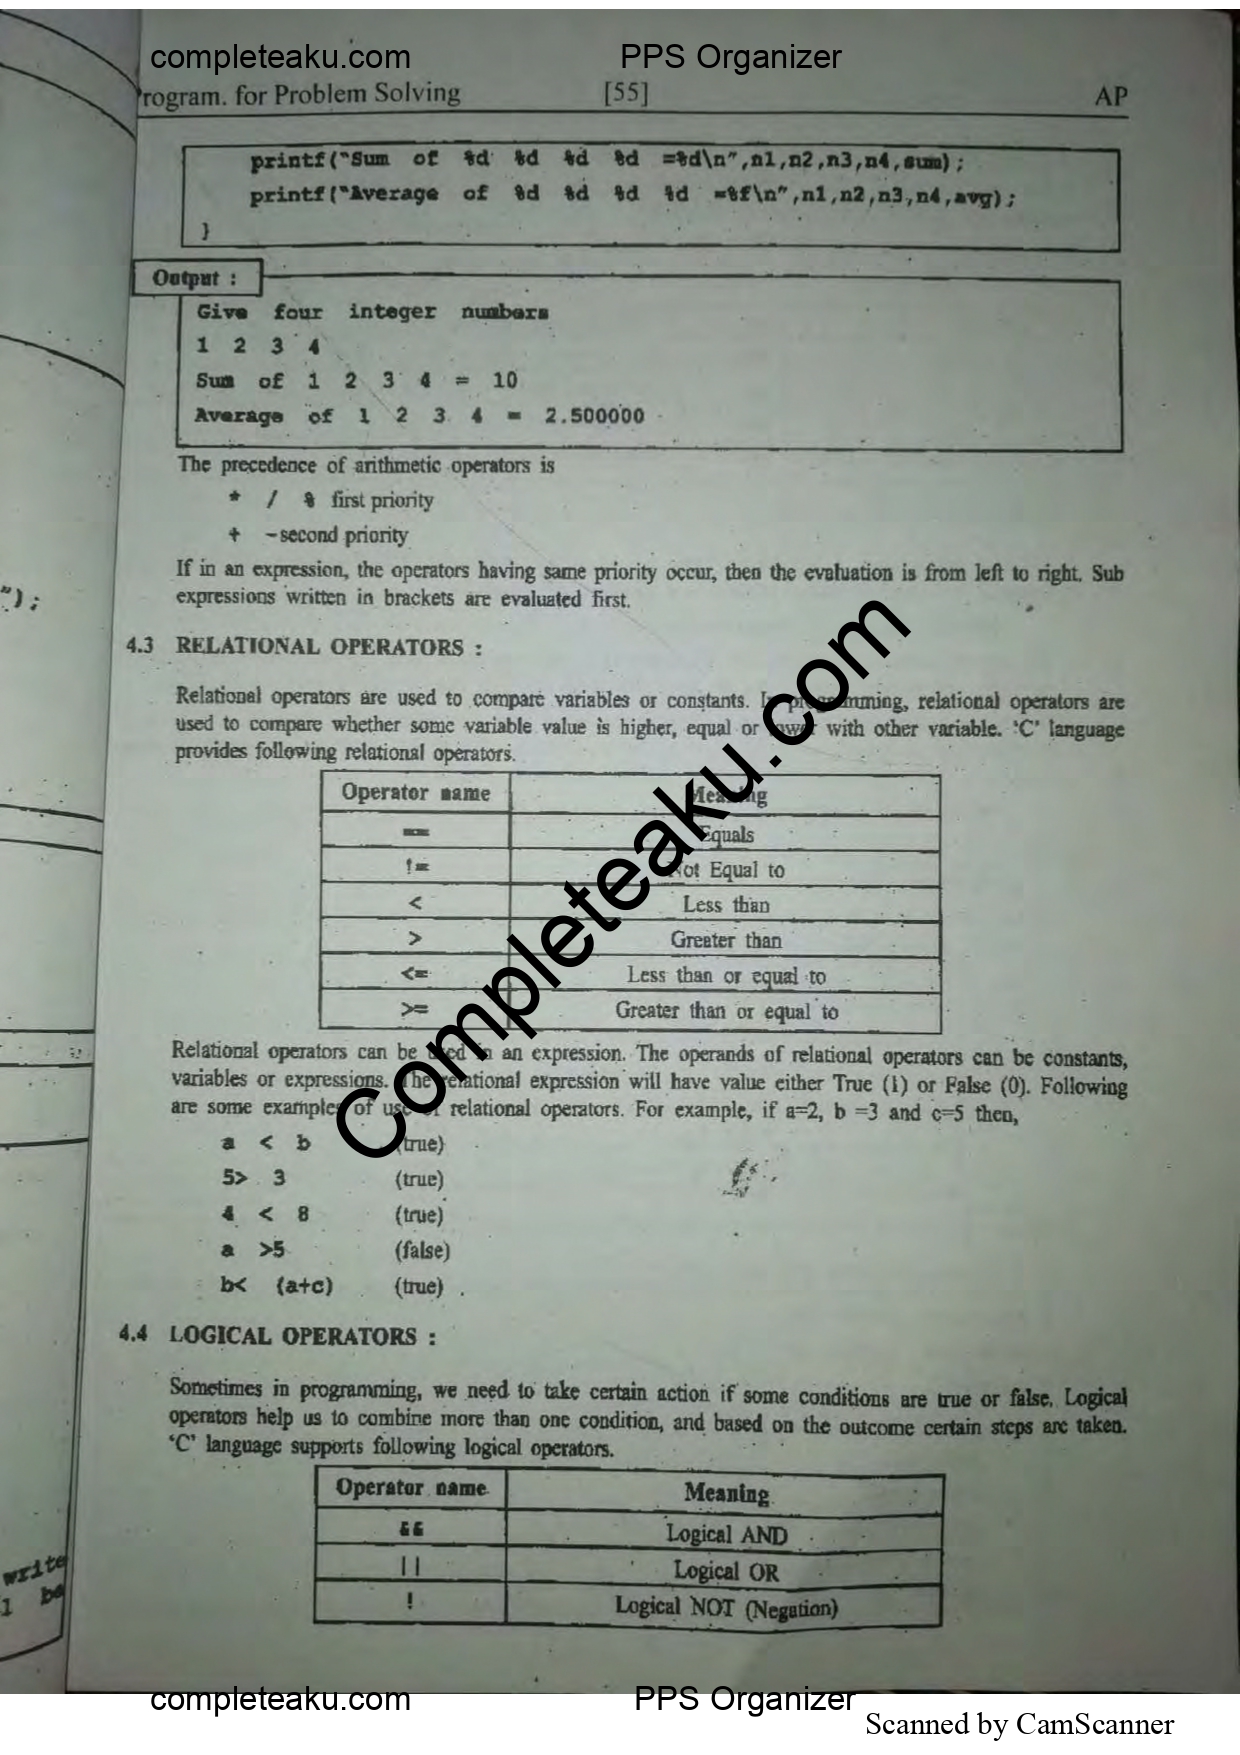 completeaku.com PPS Organizer
rogram. for Problem Solving [55] AP
printf("Sum of %d %d %d %d =%d\n",n1,n2,n3,n4,sum);
printf("Average of %d %d %d %d =%f\n",n1,n2,n3,n4,avg);
}
Output :
Give four integer numbers
1 2 3 4
Sum of 1 2 3 4 = 10
Average of 1 2 3 4 = 2.500000
The precedence of arithmetic operators is
* / % first priority
+ - second priority
If in an expression, the operators having same priority occur, then the evaluation is from left to right. Sub
expressions written in brackets are evaluated first.
");
4.3 RELATIONAL OPERATORS :
Relational operators are used to compare variables or constants. In programming, relational operators are
used to compare whether some variable value is higher, equal or lower with other variable. 'C' language
provides following relational operators.
Operator name Meaning
== Equals
!= Not Equal to
< Less than
> Greater than
<= Less than or equal to
>= Greater than or equal to
Completeaku.com
Relational operators can be used in an expression. The operands of relational operators can be constants,
variables or expressions. The relational expression will have value either True (1) or False (0). Following
are some examples of use of relational operators. For example, if a=2, b =3 and c=5 then,
a < b (true)
5> 3 (true)
4 < 8 (true)
a >5 (false)
b< (a+c) (true)
4.4 LOGICAL OPERATORS :
Sometimes in programming, we need to take certain action if some conditions are true or false. Logical
operators help us to combine more than one condition, and based on the outcome certain steps are taken.
'C' language supports following logical operators.
Operator name Meaning
&& Logical AND
|| Logical OR
! Logical NOT (Negation)
write
l be
completeaku.com PPS Organizer
Scanned by CamScanner